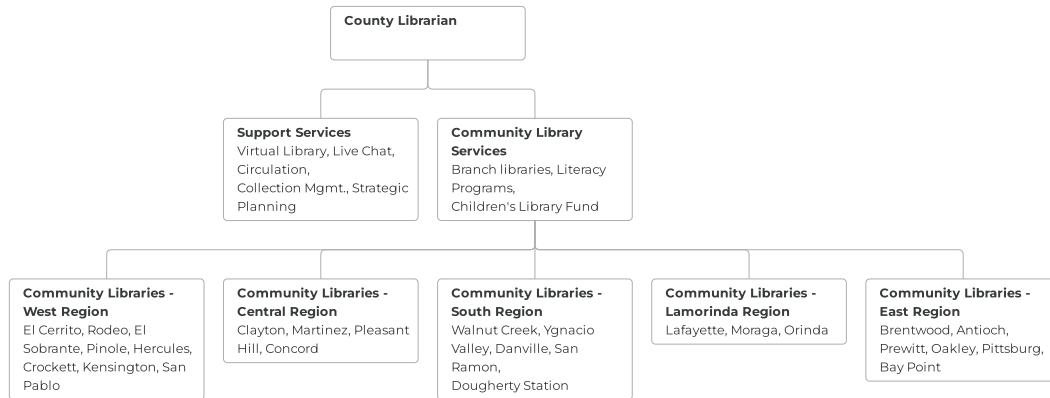 County Librarian
Support Services
Virtual Library, Live Chat,
Circulation,
Collection Mgmt., Strategic
Planning
Community Library
Services
Branch libraries, Literacy
Programs,
Children's Library Fund
Community Libraries -
West Region
El Cerrito, Rodeo, El
Sobrante, Pinole, Hercules,
Crockett, Kensington, San
Pablo
Community Libraries -
Central Region
Clayton, Martinez, Pleasant
Hill, Concord
Community Libraries -
South Region
Walnut Creek, Ygnacio
Valley, Danville, San
Ramon,
Dougherty Station
Community Libraries -
Lamorinda Region
Lafayette, Moraga, Orinda
Community Libraries -
East Region
Brentwood, Antioch,
Prewitt, Oakley, Pittsburg,
Bay Point